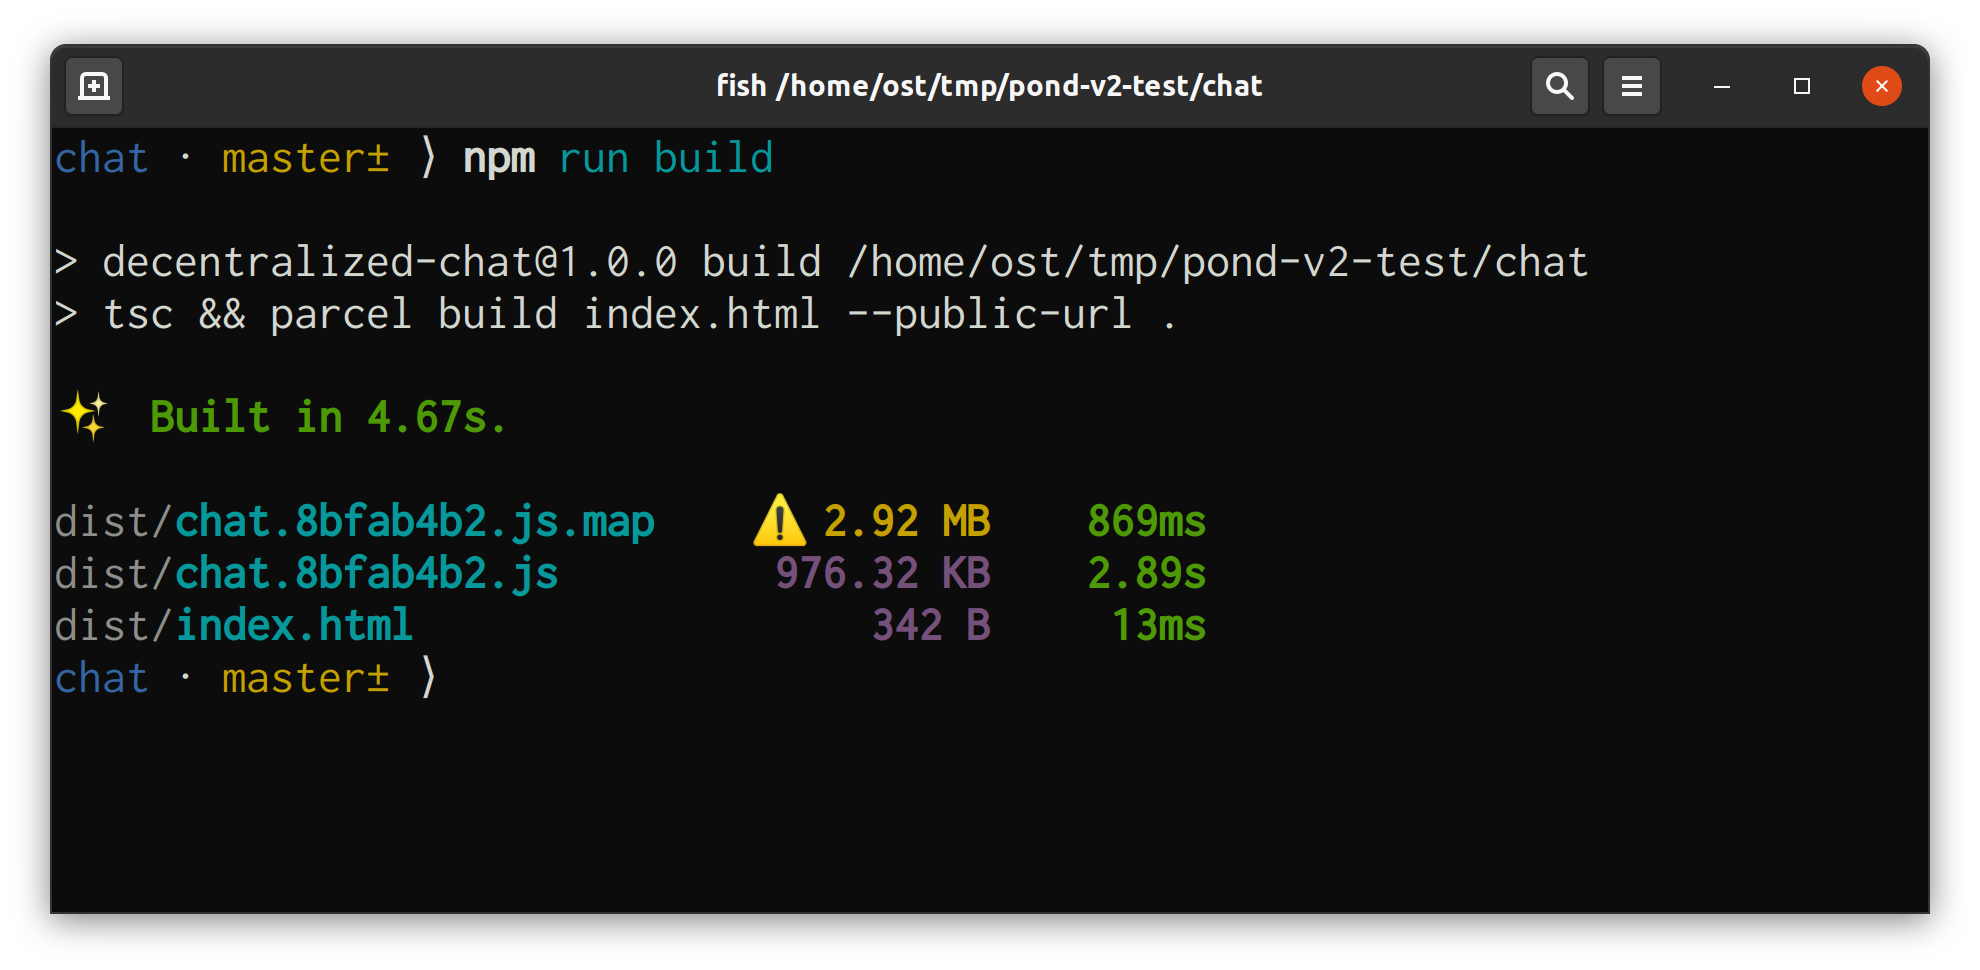 fish /home/ost/tmp/pond-v2-test/chat
chat · master± ⟩ npm run build
> decentralized-chat@1.0.0 build /home/ost/tmp/pond-v2-test/chat
> tsc && parcel build index.html --public-url .
✨ Built in 4.67s.
dist/chat.8bfab4b2.js.map ⚠️ 2.92 MB 869ms
dist/chat.8bfab4b2.js 976.32 KB 2.89s
dist/index.html 342 B 13ms
chat · master± ⟩